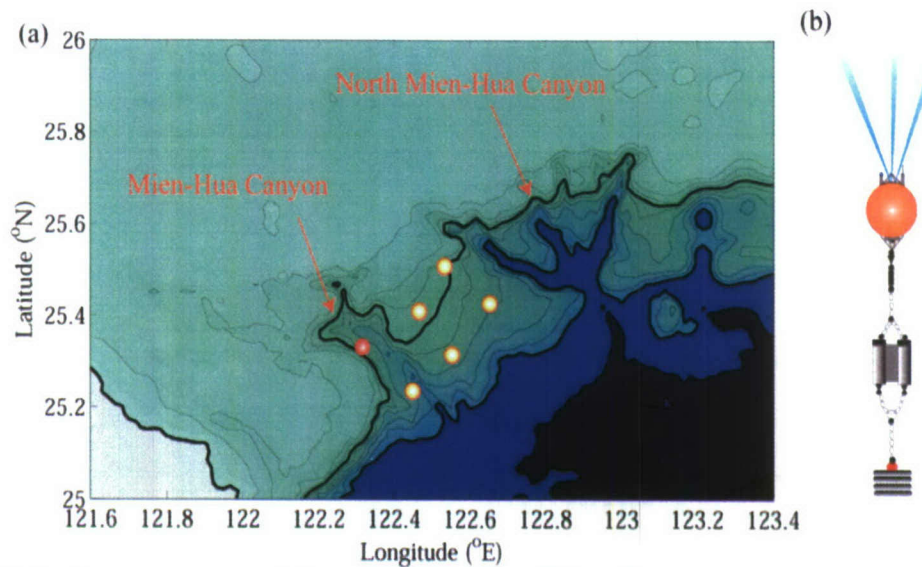 (a)
(b)
26
25.8
25.6
25.4
25.2
25
Latitude (°N)
North Mien-Hua Canyon
Mien-Hua Canyon
121.6 121.8 122 122.2 122.4 122.6 122.8 123 123.2 123.4
Longitude (°E)